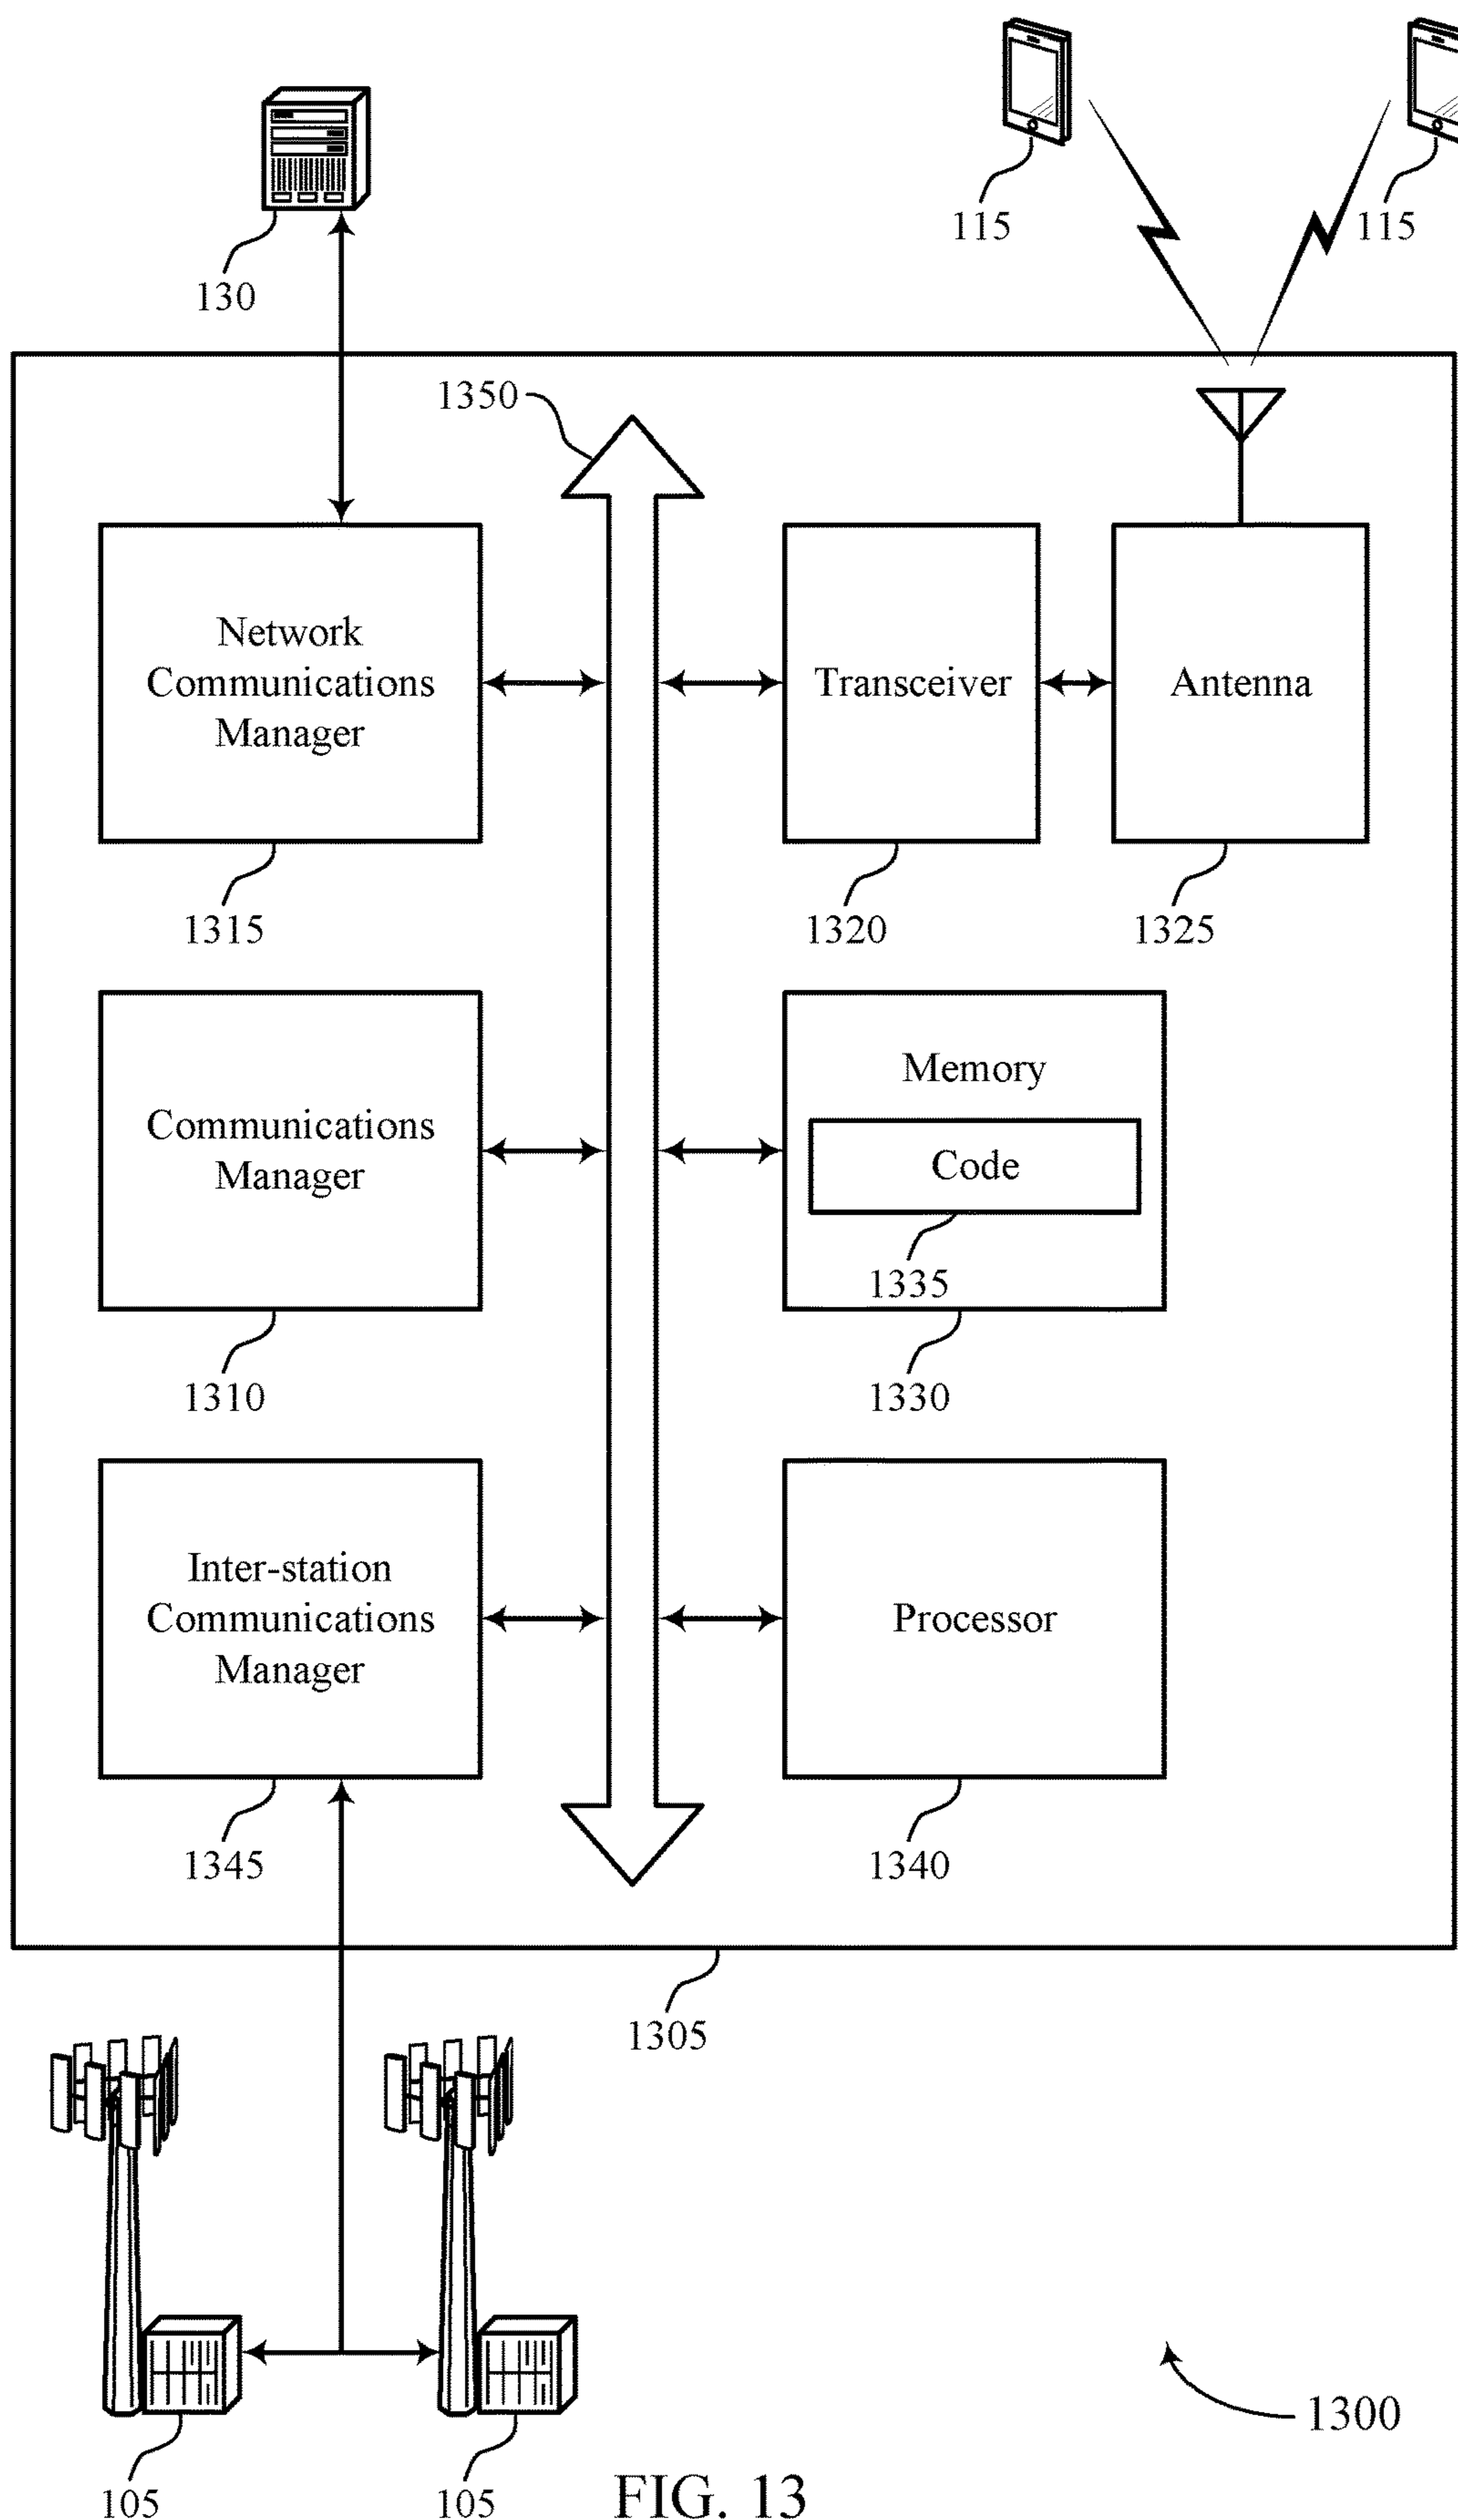 115
115
130
1350
Network
Communications
Manager
Transceiver
Antenna
1315
1320
1325
Communications
Manager
Memory
Code
1335
1310
1330
Inter-station
Communications
Manager
Processor
1345
1340
1305
1300
105
105
FIG. 13